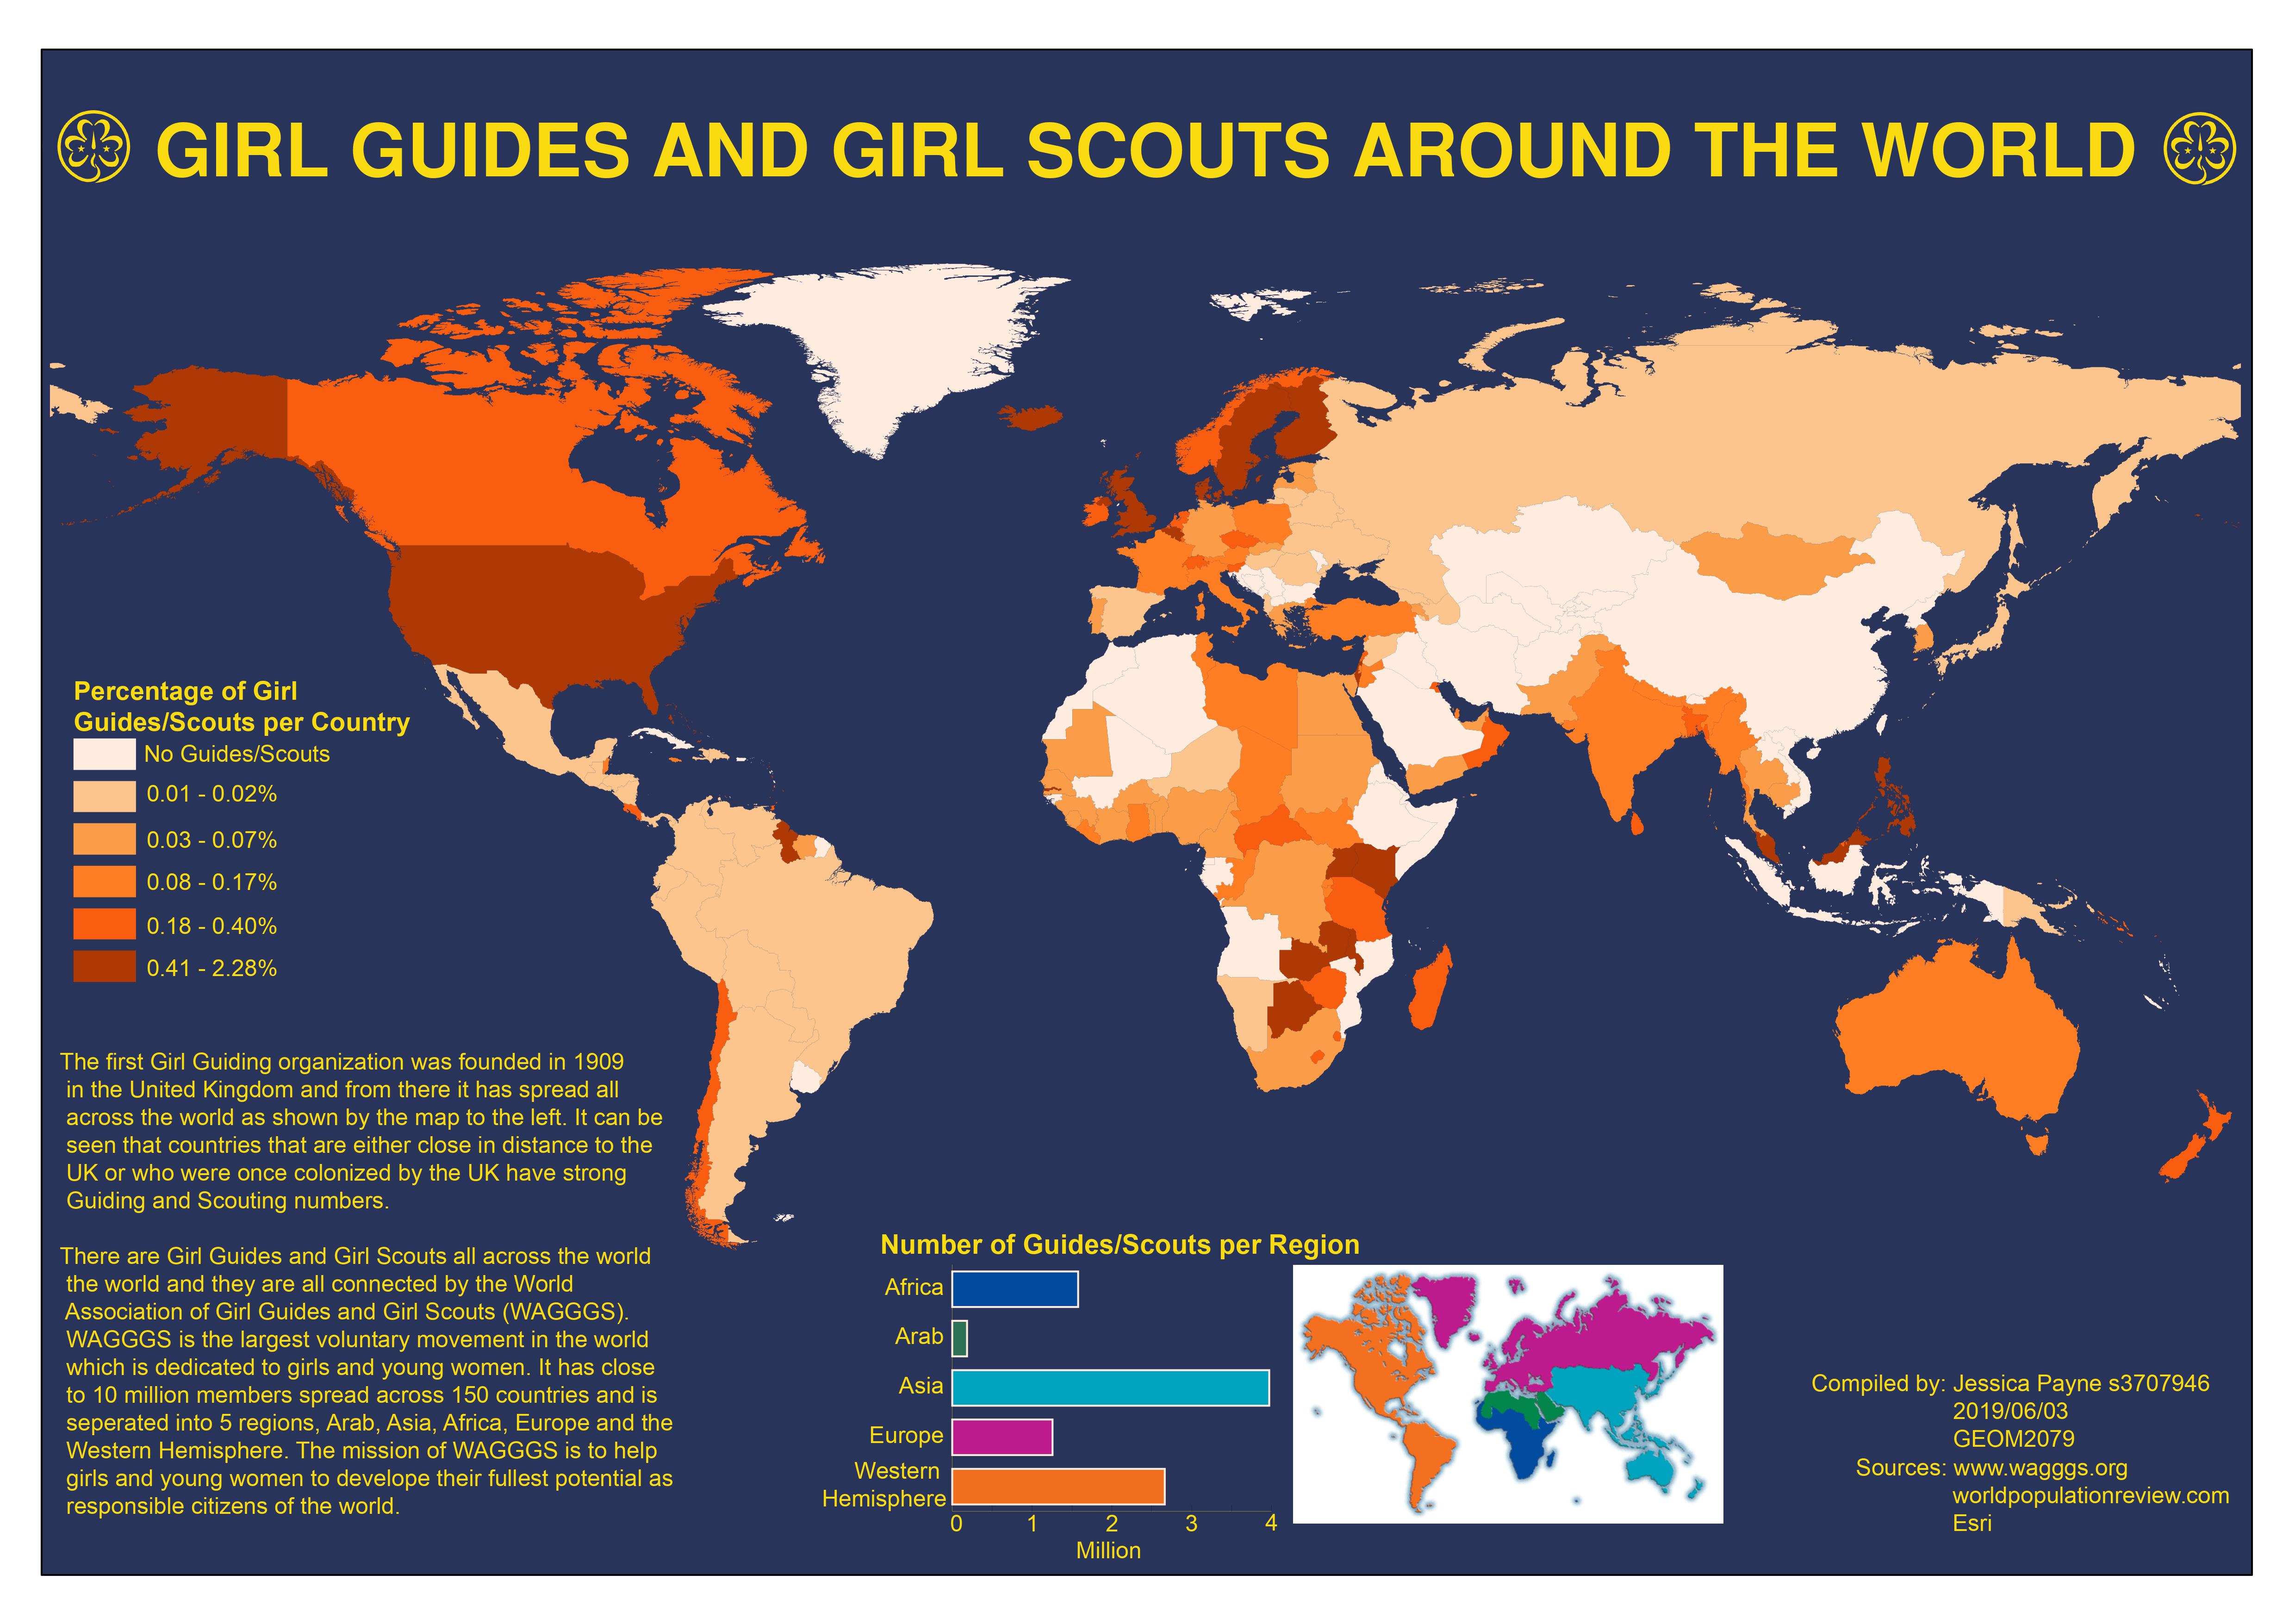 GIRL GUIDES AND GIRL SCOUTS AROUND THE WORLD
Percentage of Girl
Guides/Scouts per Country
No Guides/Scouts
0.01 - 0.02%
0.03 - 0.07%
0.08 - 0.17%
0.18 - 0.40%
0.41 - 2.28%
The first Girl Guiding organization was founded in 1909
in the United Kingdom and from there it has spread all
across the world as shown by the map to the left. It can be
seen that countries that are either close in distance to the
UK or who were once colonized by the UK have strong
Guiding and Scouting numbers.
There are Girl Guides and Girl Scouts all across the world
the world and they are all connected by the World
Association of Girl Guides and Girl Scouts (WAGGGS).
WAGGGS is the largest voluntary movement in the world
which is dedicated to girls and young women. It has close
to 10 million members spread across 150 countries and is
seperated into 5 regions, Arab, Asia, Africa, Europe and the
Western Hemisphere. The mission of WAGGGS is to help
girls and young women to develope their fullest potential as
responsible citizens of the world.
Number of Guides/Scouts per Region
Africa
Arab
Asia
Europe
Western
Hemisphere
0 1 2 3 4
Million
Compiled by: Jessica Payne s3707946
2019/06/03
GEOM2079
Sources: www.wagggs.org
worldpopulationreview.com
Esri